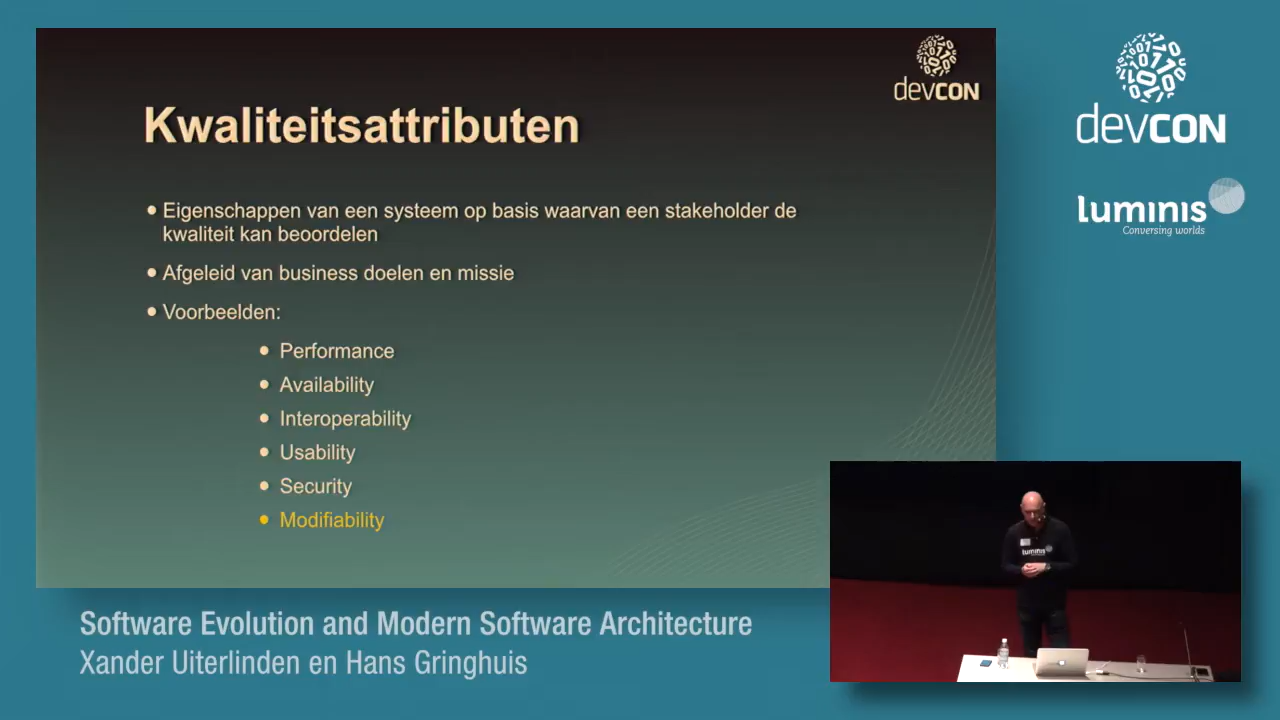 devcon
Kwaliteitsattributen
Eigenschappen van een systeem op basis waarvan een stakeholder de
kwaliteit kan beoordelen
Afgeleid van business doelen en missie
Voorbeelden:
Performance
Availability
Interoperability
Usability
Security
Modifiability
devcon
luminis
Conversing worlds
luminis
Software Evolution and Modern Software Architecture
Xander Uiterlinden en Hans Gringhuis